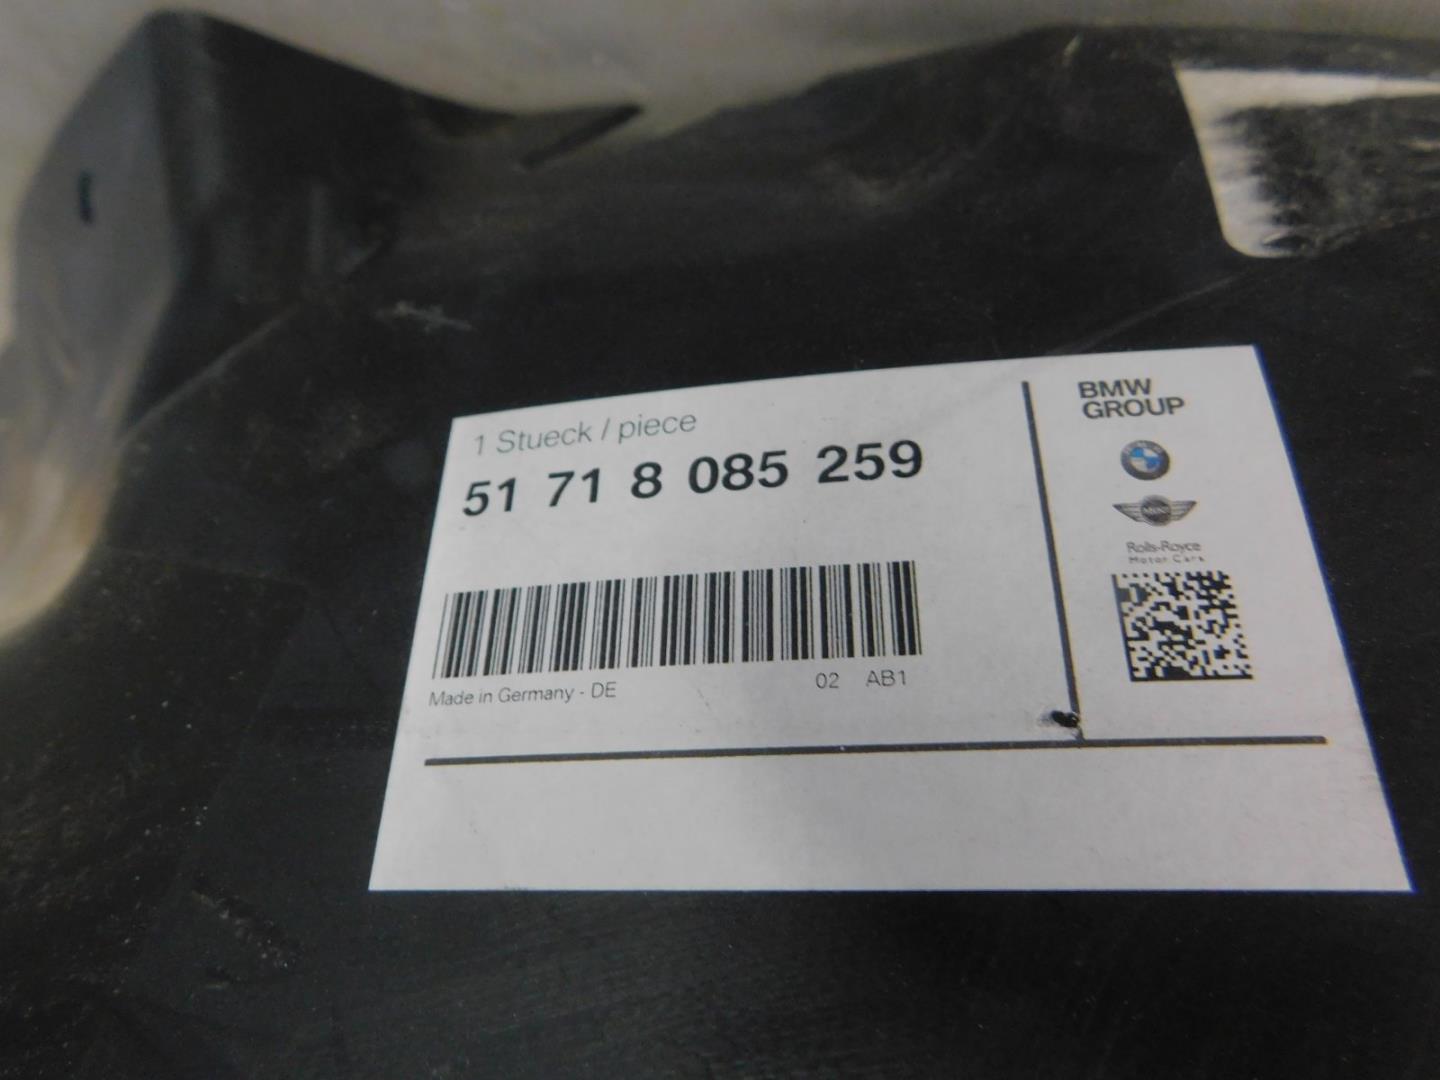 1 Stueck / piece
51 71 8 085 259
Made in Germany - DE
02 AB1
BMW
GROUP
MINI
Rolls-Royce
Motor Cars